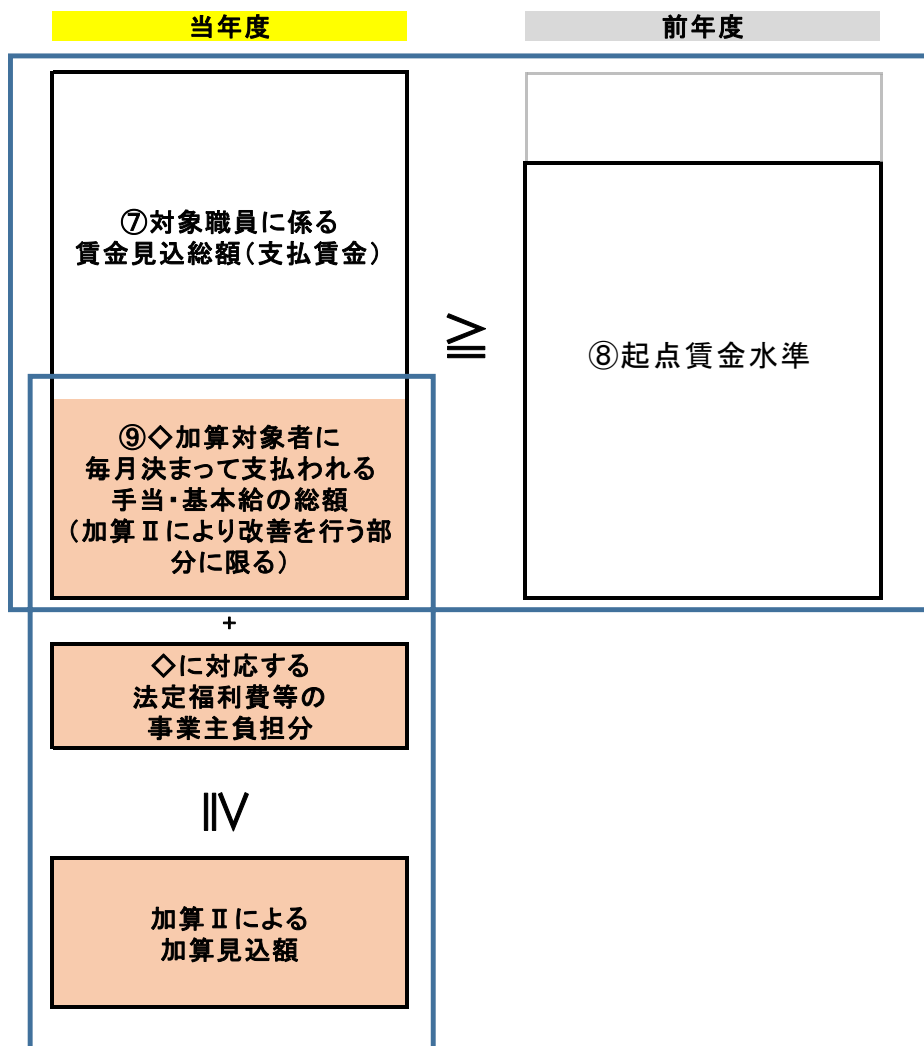 当年度
前年度
⑦対象職員に係る
賃金見込総額(支払賃金)
≧
⑧起点賃金水準
⑨◇加算対象者に
毎月決まって支払われる
手当・基本給の総額
(加算Ⅱにより改善を行う部
分に限る)
+
◇に対応する
法定福利費等の
事業主負担分
≧
加算Ⅱによる
加算見込額